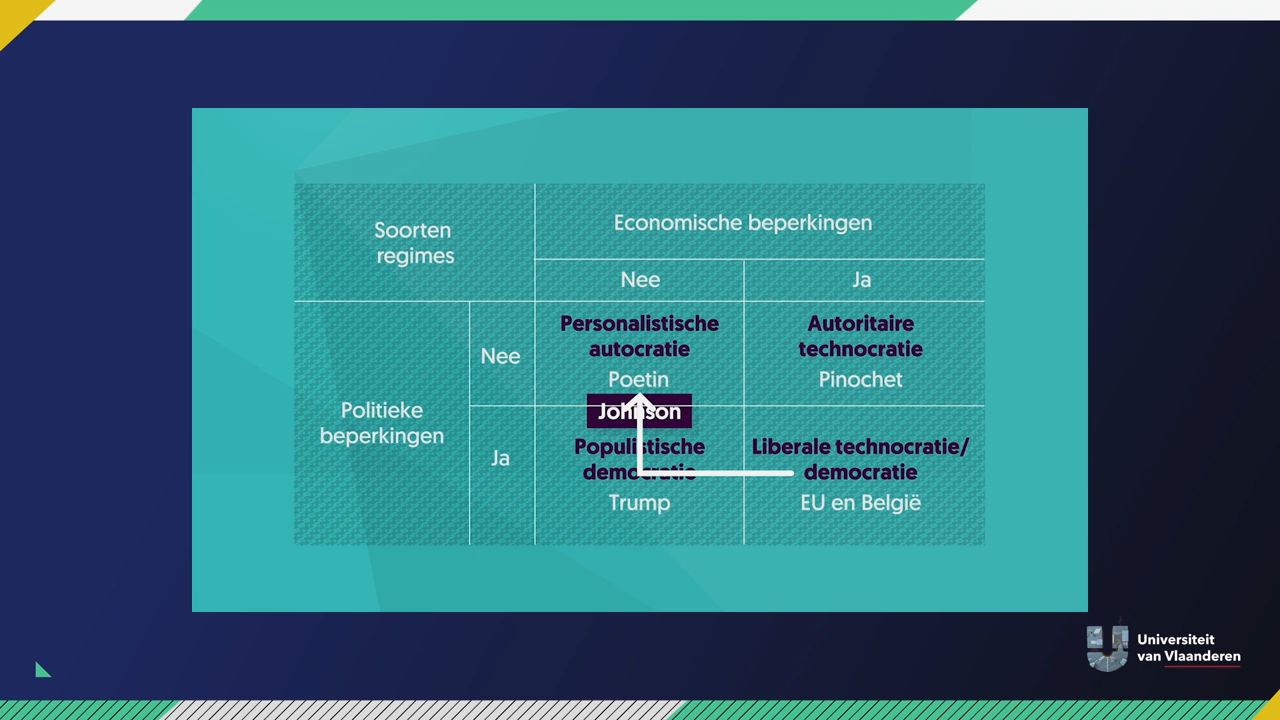 Soorten
regimes
Economische beperkingen
Nee
Ja
Politieke
beperkingen
Nee
Personalistische
autocratie
Poetin
Autoritaire
technocratie
Pinochet
Johnson
Ja
Populistische
democratie
Trump
Liberale technocratie/
democratie
EU en België
Universiteit
van Vlaanderen